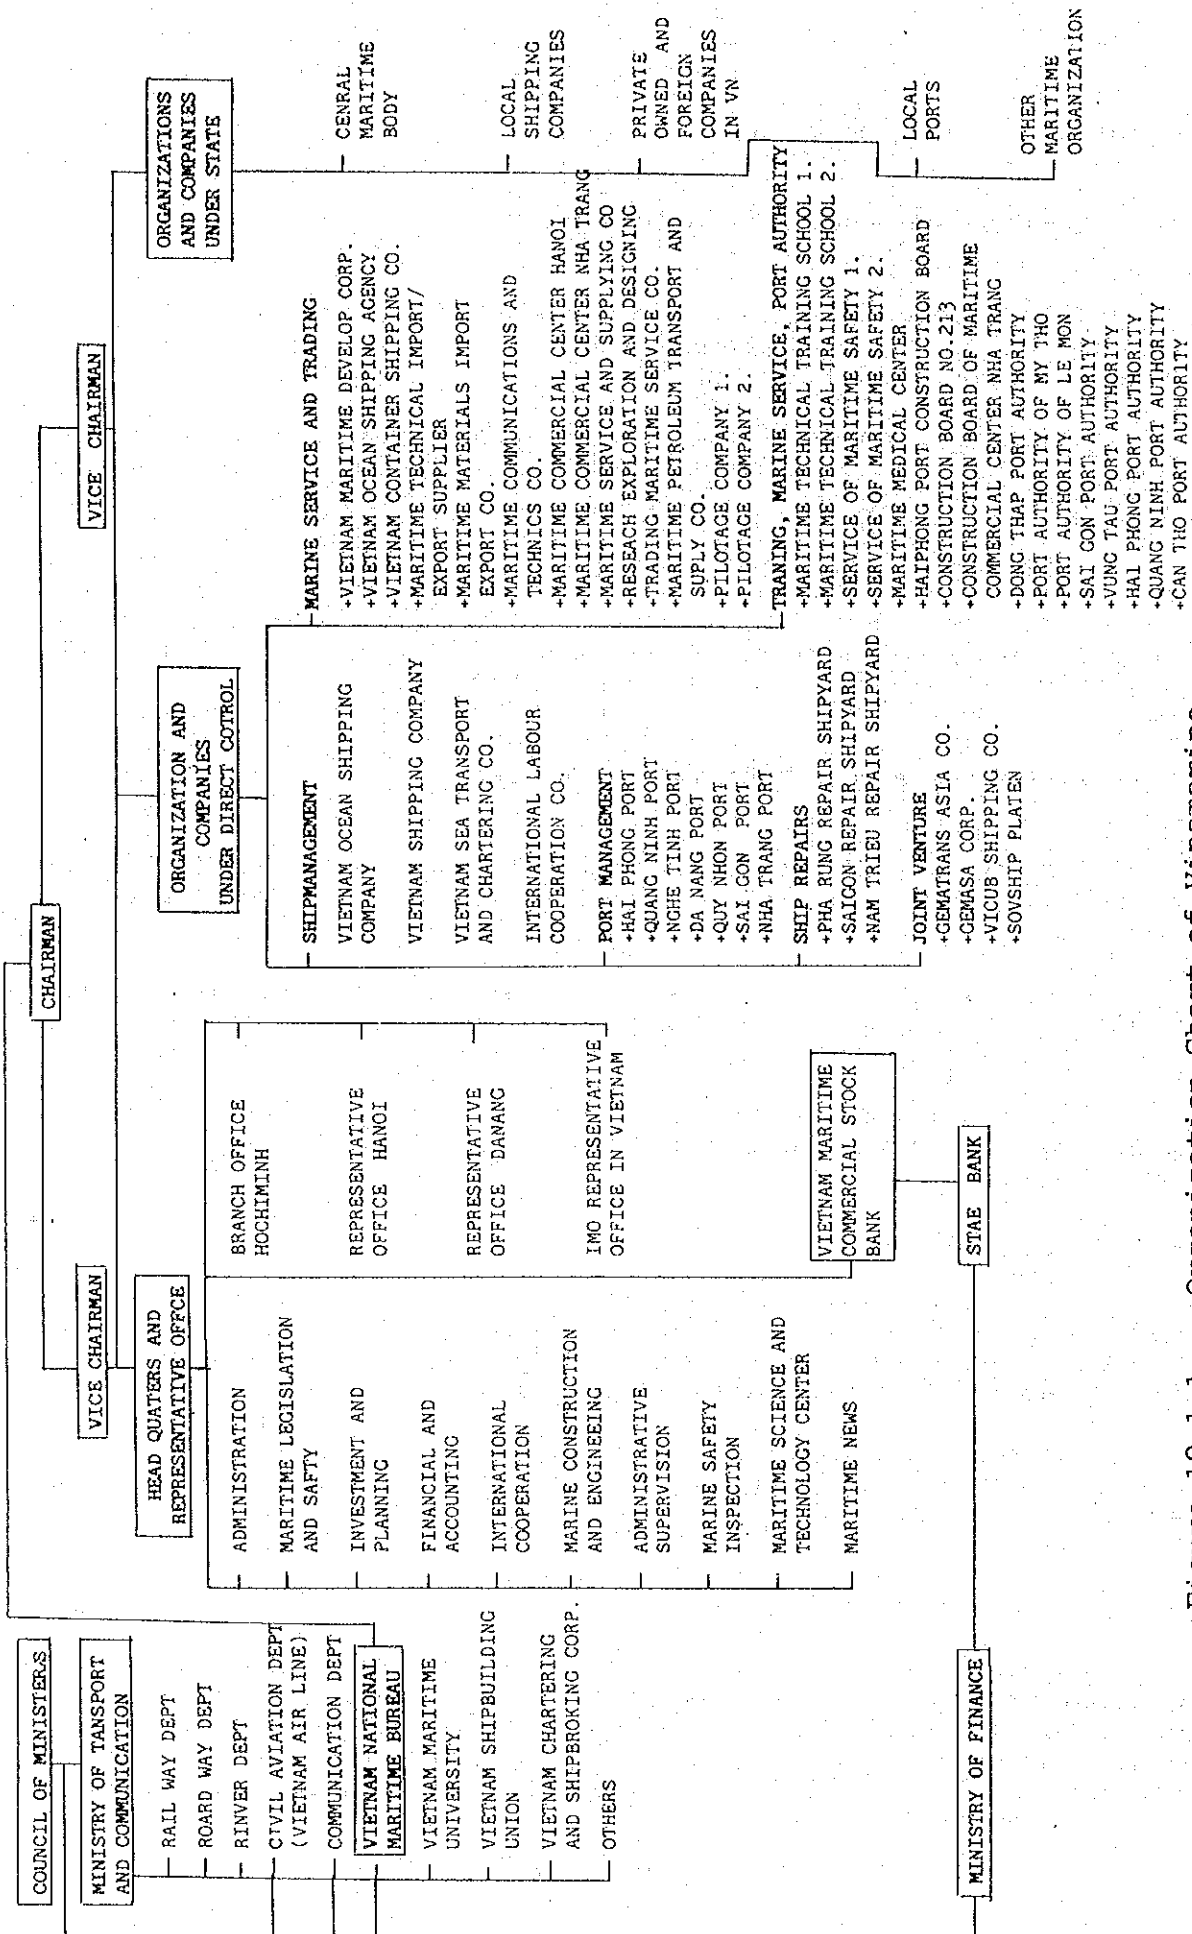 COUNCIL OF MINISTERS
MINISTRY OF TANSPORT
AND COMMUNICATION
RAIL WAY DEPT
ROARD WAY DEPT
RINVER DEPT
CIVIL AVIATION DEPT
(VIETNAM AIR LINE)
COMMUNICATION DEPT
VIETNAM NATIONAL
MARITIME BUREAU
VIETNAM MARITIME
UNIVERSITY
VIETNAM SHIPBUILDING
UNION
VIETNAM CHARTERING
AND SHIPBROKING CORP.
OTHERS
MINISTRY OF FINANCE
CHAIRMAN
VICE CHAIRMAN
VICE CHAIRMAN
HEAD QUATERS AND
REPRESENTATIVE OFFCE
ADMINISTRATION
MARITIME LEGISLATION
AND SAFTY
INVESTMENT AND
PLANNING
FINANCIAL AND
ACCOUNTING
INTERNATIONAL
COOPERATION
MARINE CONSTRUCTION
AND ENGINEEING
ADMINISTRATIVE
SUPERVISION
MARINE SAFETY
INSPECTION
MARITIME SCIENCE AND
TECHNOLOGY CENTER
MARITIME NEWS
BRANCH OFFICE
HOCHIMINH
REPRESENTATIVE
OFFICE HANOI
REPRESENTATIVE
OFFICE DANANG
IMO REPRESENTATIVE
OFFICE IN VIETNAM
VIETNAM MARITIME
COMMERCIAL STOCK
BANK
STAE BANK
ORGANIZATION AND
COMPANIES
UNDER DIRECT COTROL
SHIPMANAGEMENT
VIETNAM OCEAN SHIPPING
COMPANY
VIETNAM SHIPPING COMPANY
VIETNAM SEA TRANSPORT
AND CHARTERING CO.
INTERNATIONAL LABOUR
COOPERATION CO.
PORT MANAGEMENT
+HAI PHONG PORT
+QUANG NINH PORT
+NGHE TINH PORT
+DA NANG PORT
+QUY NHON PORT
+SAI GON PORT
+NHA TRANG PORT
SHIP REPAIRS
+PHA RUNG REPAIR SHIPYARD
+SAIGON REPAIR SHIPYARD
+NAM TRIEU REPAIR SHIPYARD
JOINT VENTURE
+GEMATRANS ASIA CO.
+GEMASA CORP.
+VICUB SHIPPING CO.
+SOVSHIP PLATEN
MARINE SERVICE AND TRADING
+VIETNAM MARITIME DEVELOP CORP.
+VIETNAM OCEAN SHIPPING AGENCY
+VIETNAM CONTAINER SHIPPING CO.
+MARITIME TECHNICAL IMPORT/
EXPORT SUPPLIER
+MARITIME MATERIALS IMPORT
EXPORT CO.
+MARITIME COMMUNICATIONS AND
TECHNICS CO.
+MARITIME COMMERCIAL CENTER HANOI
+MARITIME COMMERCIAL CENTER NHA TRANG
+MARITIME SERVICE AND SUPPLYING CO
+RESEACH EXPLORATION AND DESIGNING
+TRADING MARITIME SERVICE CO.
+MARITIME PETROLEUM TRANSPORT AND
SUPLY CO.
+PILOTAGE COMPANY 1.
+PILOTAGE COMPANY 2.
TRANING, MARINE SERVICE, PORT AUTHORITY
+MARITIME TECHNICAL TRAINING SCHOOL 1.
+MARITIME TECHNICAL TRAINING SCHOOL 2.
+SERVICE OF MARITIME SAFETY 1.
+SERVICE OF MARITIME SAFETY 2.
+MARITIME MEDICAL CENTER
+HAIPHONG PORT CONSTRUCTION BOARD
+CONSTRUCTION BOARD NO.213
+CONSTRUCTION BOARD OF MARITIME
COMMERCIAL CENTER NHA TRANG
+DONG THAP PORT AUTHORITY
+PORT AUTHORITY OF MY THO
+PORT AUTHORITY OF LE MON
+SAI GON PORT AUTHORITY
+VUNG TAU PORT AUTHORITY
+HAI PHONG PORT AUTHORITY
+QUANG NINH PORT AUTHORITY
+CAN THO PORT AUTHORITY
ORGANIZATIONS
AND COMPANIES
UNDER STATE
CENRAL
MARITIME
BODY
LOCAL
SHIPPING
COMPANIES
PRIVATE
OWNED AND
FOREIGN
COMPANIES
IN VN
LOCAL
PORTS
OTHER
MARITIME
ORGANIZATION